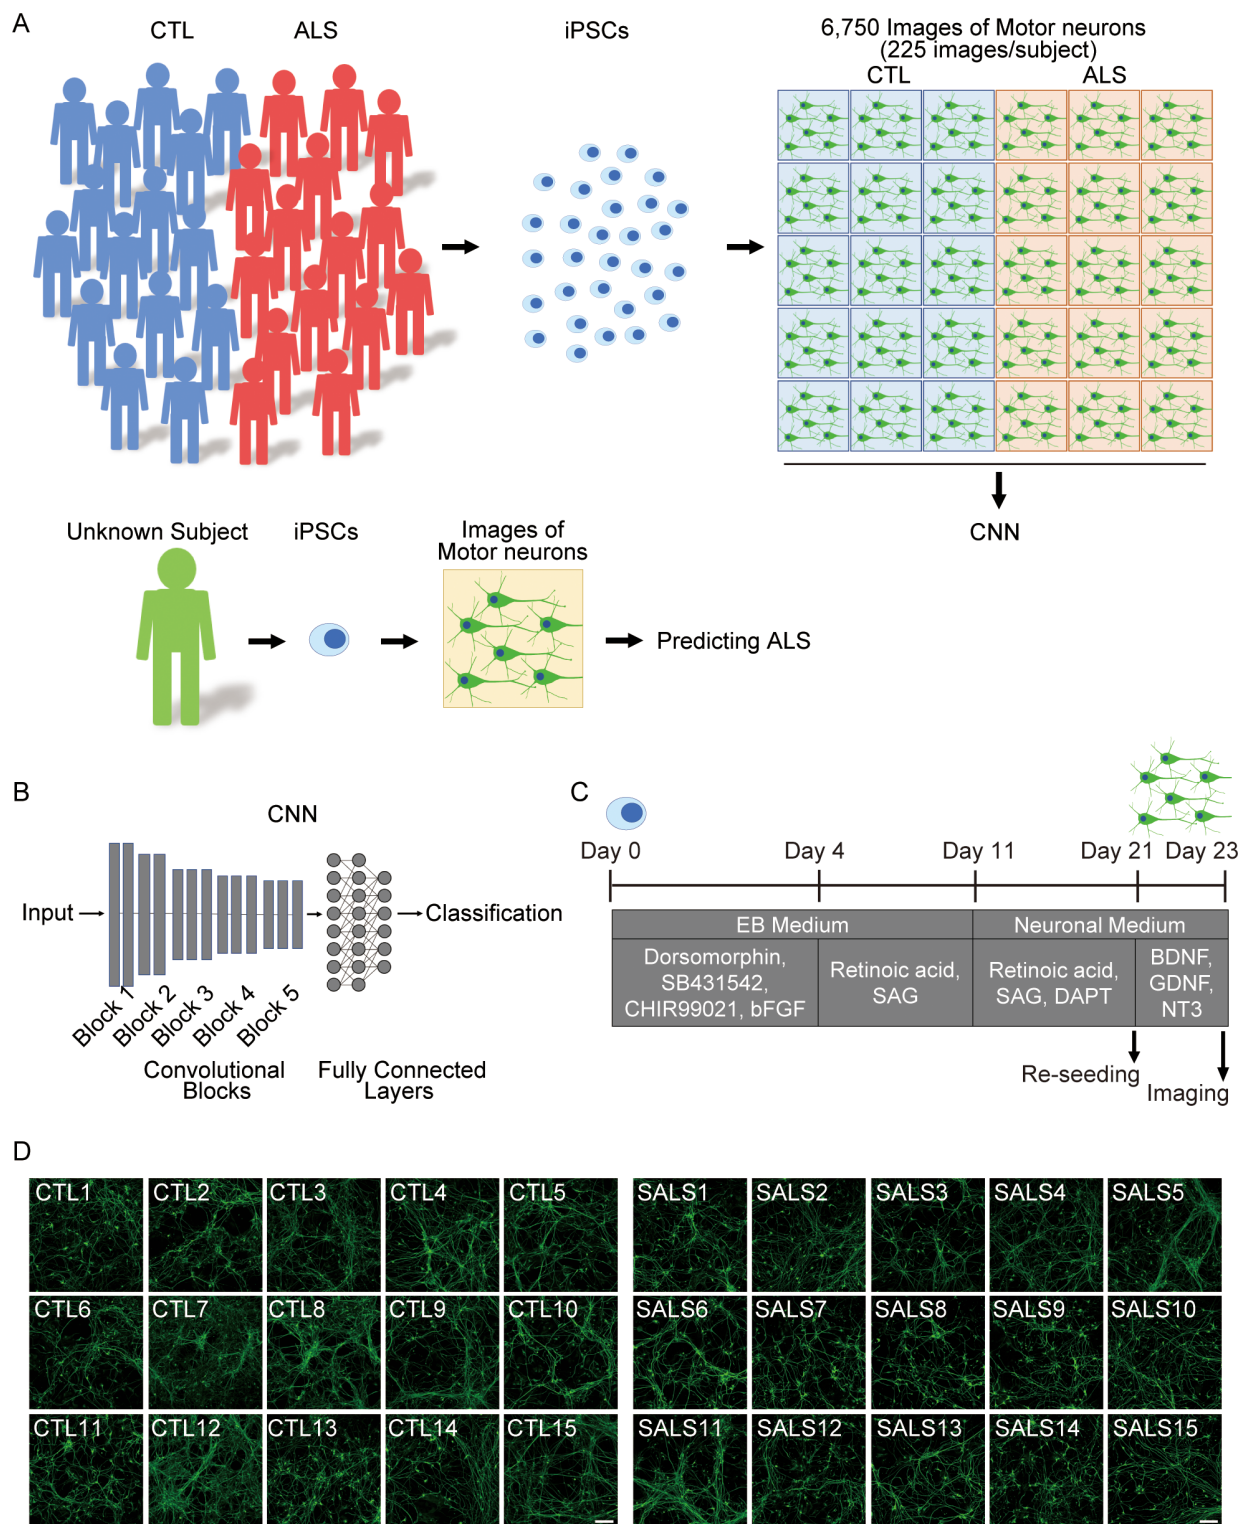 A
CTL
ALS
iPSCs
6,750 Images of Motor neurons
(225 images/subject)
CTL
ALS
CNN
Unknown Subject
iPSCs
Images of
Motor neurons
Predicting ALS
B
CNN
Input
Classification
Block 1
Block 2
Block 3
Block 4
Block 5
Convolutional
Blocks
Fully Connected
Layers
C
Day 0
Day 4
Day 11
Day 21
Day 23
EB Medium
Neuronal Medium
Dorsomorphin,
SB431542,
CHIR99021, bFGF
Retinoic acid,
SAG
Retinoic acid,
SAG, DAPT
BDNF,
GDNF,
NT3
Re-seeding
Imaging
D
CTL1
CTL2
CTL3
CTL4
CTL5
SALS1
SALS2
SALS3
SALS4
SALS5
CTL6
CTL7
CTL8
CTL9
CTL10
SALS6
SALS7
SALS8
SALS9
SALS10
CTL11
CTL12
CTL13
CTL14
CTL15
SALS11
SALS12
SALS13
SALS14
SALS15